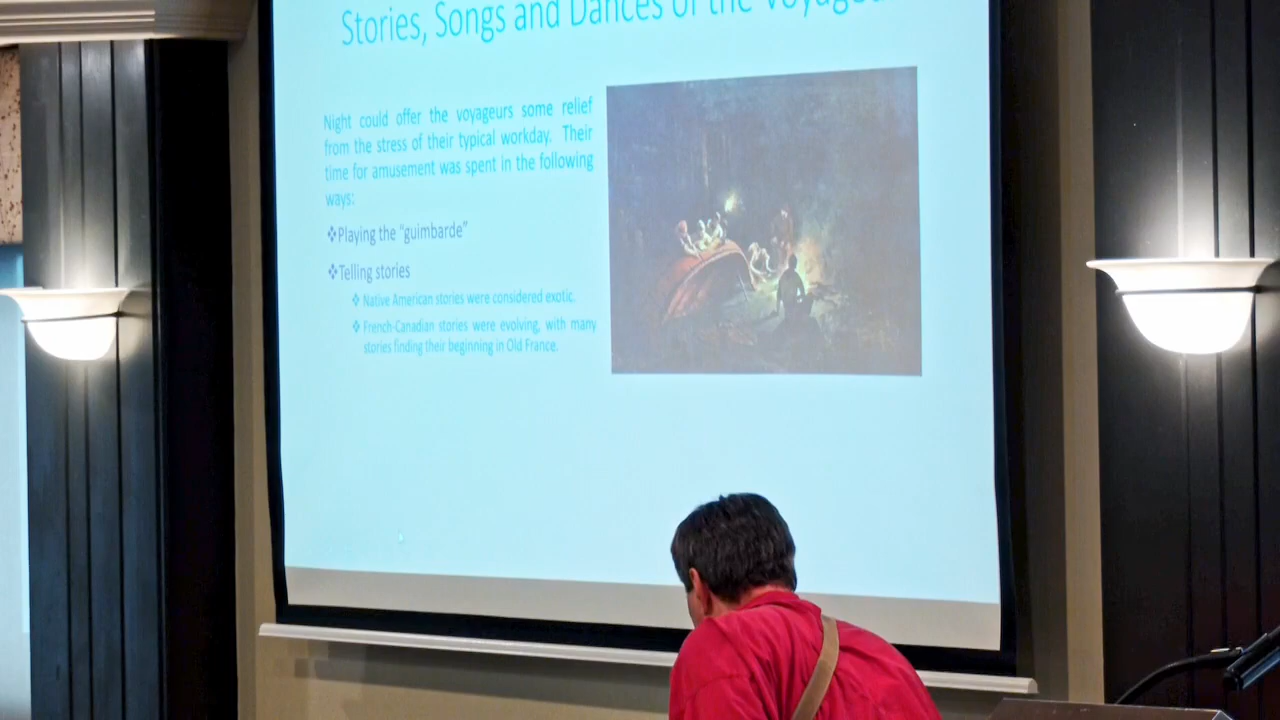 Stories, Songs and Dances of the Voyageu
Night could offer the voyageurs some relief
from the stress of their typical workday. Their
time for amusement was spent in the following
ways:
❖Playing the “guimbarde”
❖Telling stories
❖ Native American stories were considered exotic.
❖ French-Canadian stories were evolving, with many
stories finding their beginning in Old France.